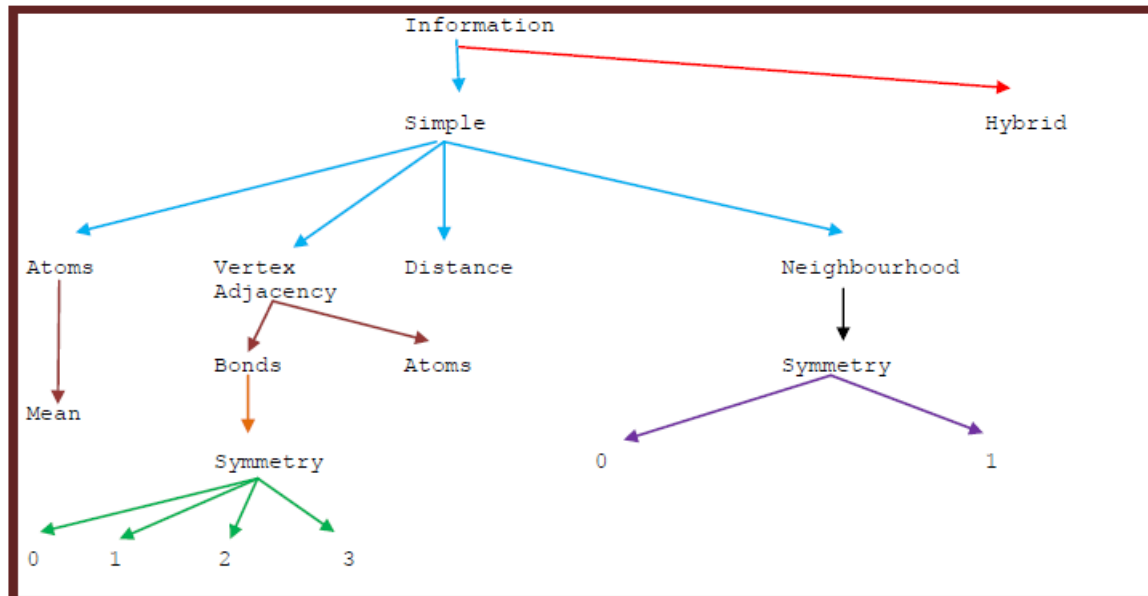 Information
Simple Hybrid
Atoms Vertex Adjacency Distance Neighbourhood
Bonds Atoms Symmetry
Mean
Symmetry 0 1
0 1 2 3